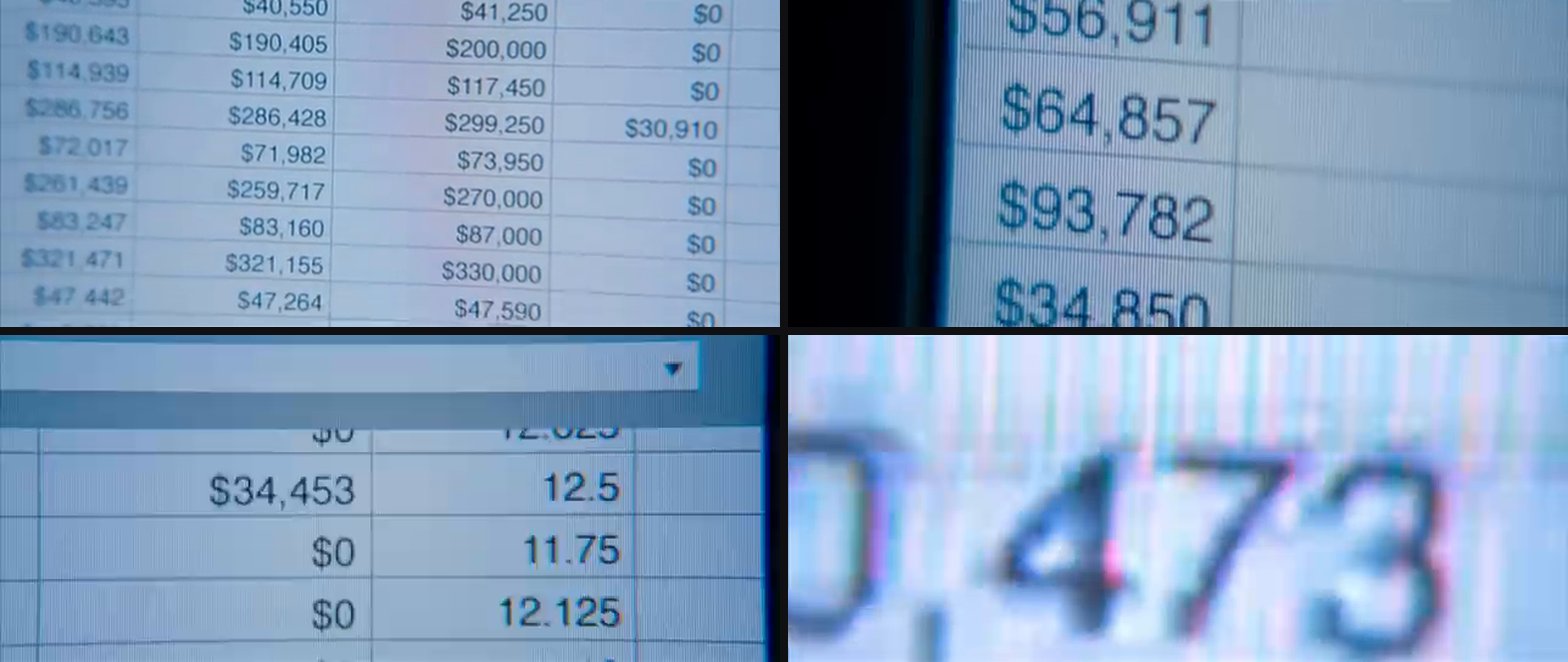 $40,550 $41,250 $0
$190,643 $190,405 $200,000 $0
$114,939 $114,709 $117,450 $0
$286,756 $286,428 $299,250 $30,910
$72,017 $71,982 $73,950 $0
$261,439 $259,717 $270,000 $0
$83,247 $83,160 $87,000 $0
$321,471 $321,155 $330,000 $0
$47,442 $47,264 $47,590 $0
$56,911
$64,857
$93,782
$34,850
$0 12.625
$34,453 12.5
$0 11.75
$0 12.125
0,473